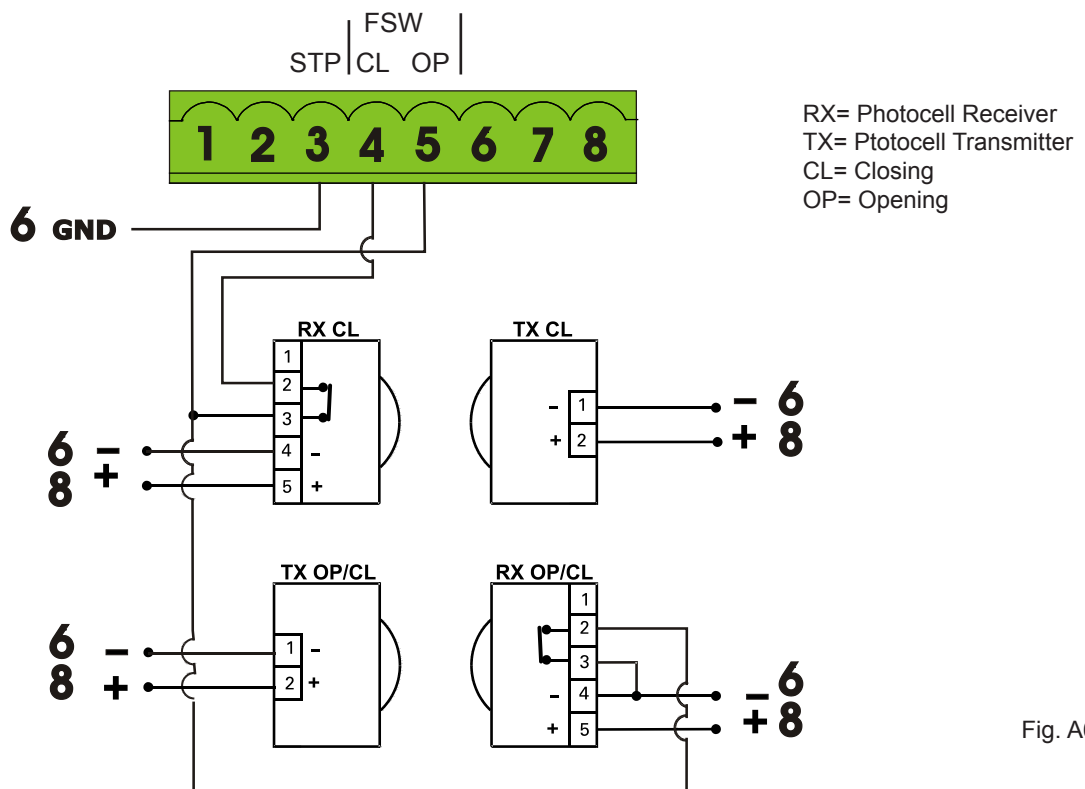 FSW
STP CL OP
1 2 3 4 5 6 7 8
RX= Photocell Receiver
TX= Ptotocell Transmitter
CL= Closing
OP= Opening
6 GND
RX CL
1
2
3
4 -
5 +
6 -
8 +
TX CL
- 1
+ 2
- 6
+ 8
TX OP/CL
1 -
2 +
6 -
8 +
RX OP/CL
1
2
3
- 4
+ 5
- 6
+ 8